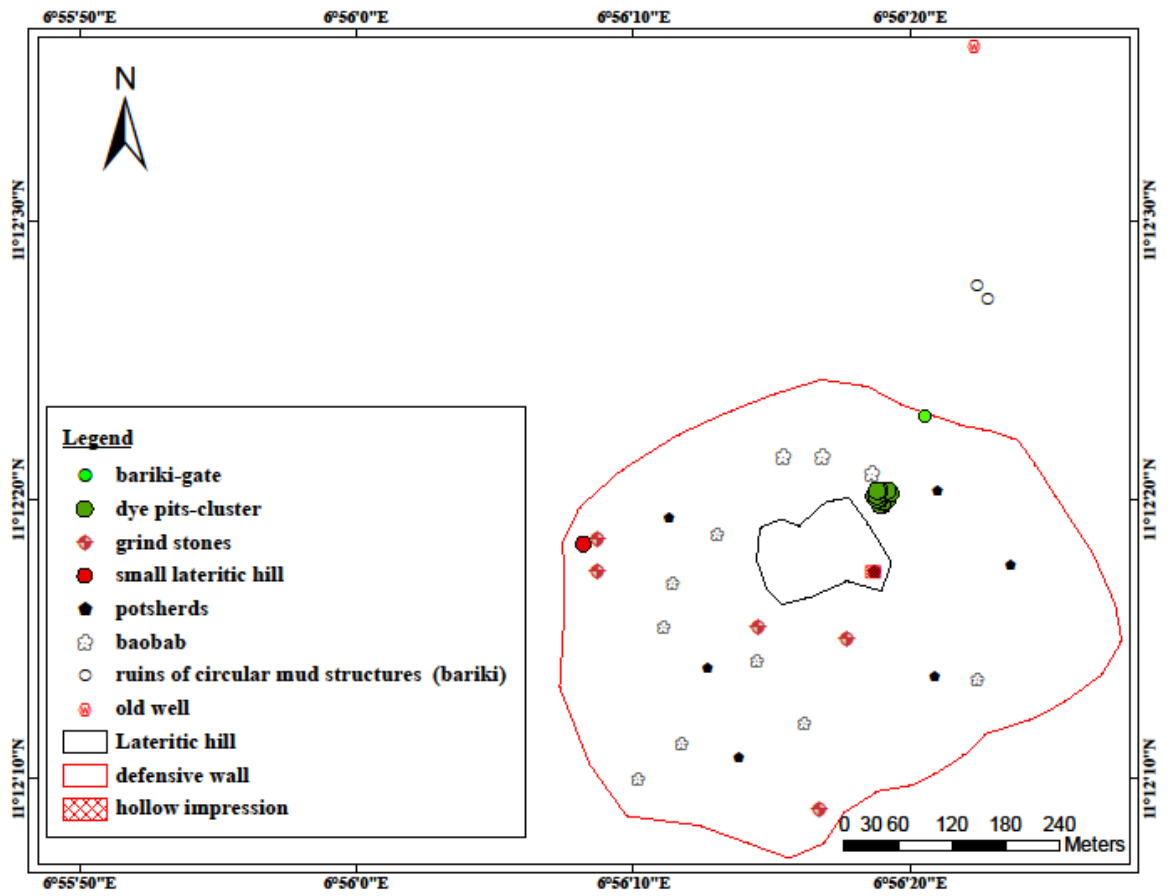 6°55'50"E 6°56'0"E 6°56'10"E 6°56'20"E
N
11°12'30"N 11°12'30"N
11°12'20"N 11°12'20"N
11°12'10"N 11°12'10"N
W
Legend
bariki-gate
dye pits-cluster
grind stones
small lateritic hill
potsherds
baobab
ruins of circular mud structures (bariki)
W old well
Lateritic hill
defensive wall
hollow impression
0 30 60 120 180 240
Meters
6°55'50"E 6°56'0"E 6°56'10"E 6°56'20"E